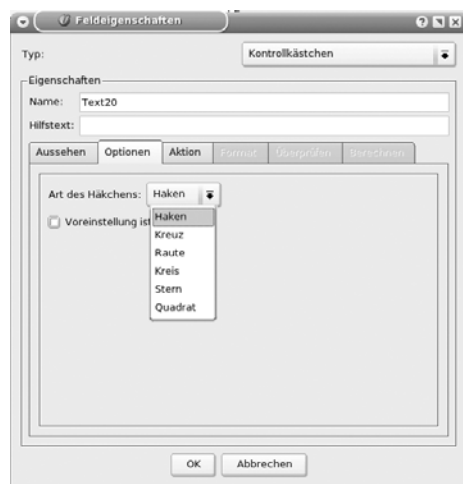 Feldeigenschaften
Typ: Kontrollkästchen
Eigenschaften
Name: Text20
Hilfstext:
Aussehen Optionen Aktion Format Überprüfen Berechnen
Art des Häkchens: Haken
Voreinstellung ist
Haken
Kreuz
Raute
Kreis
Stern
Quadrat
OK Abbrechen